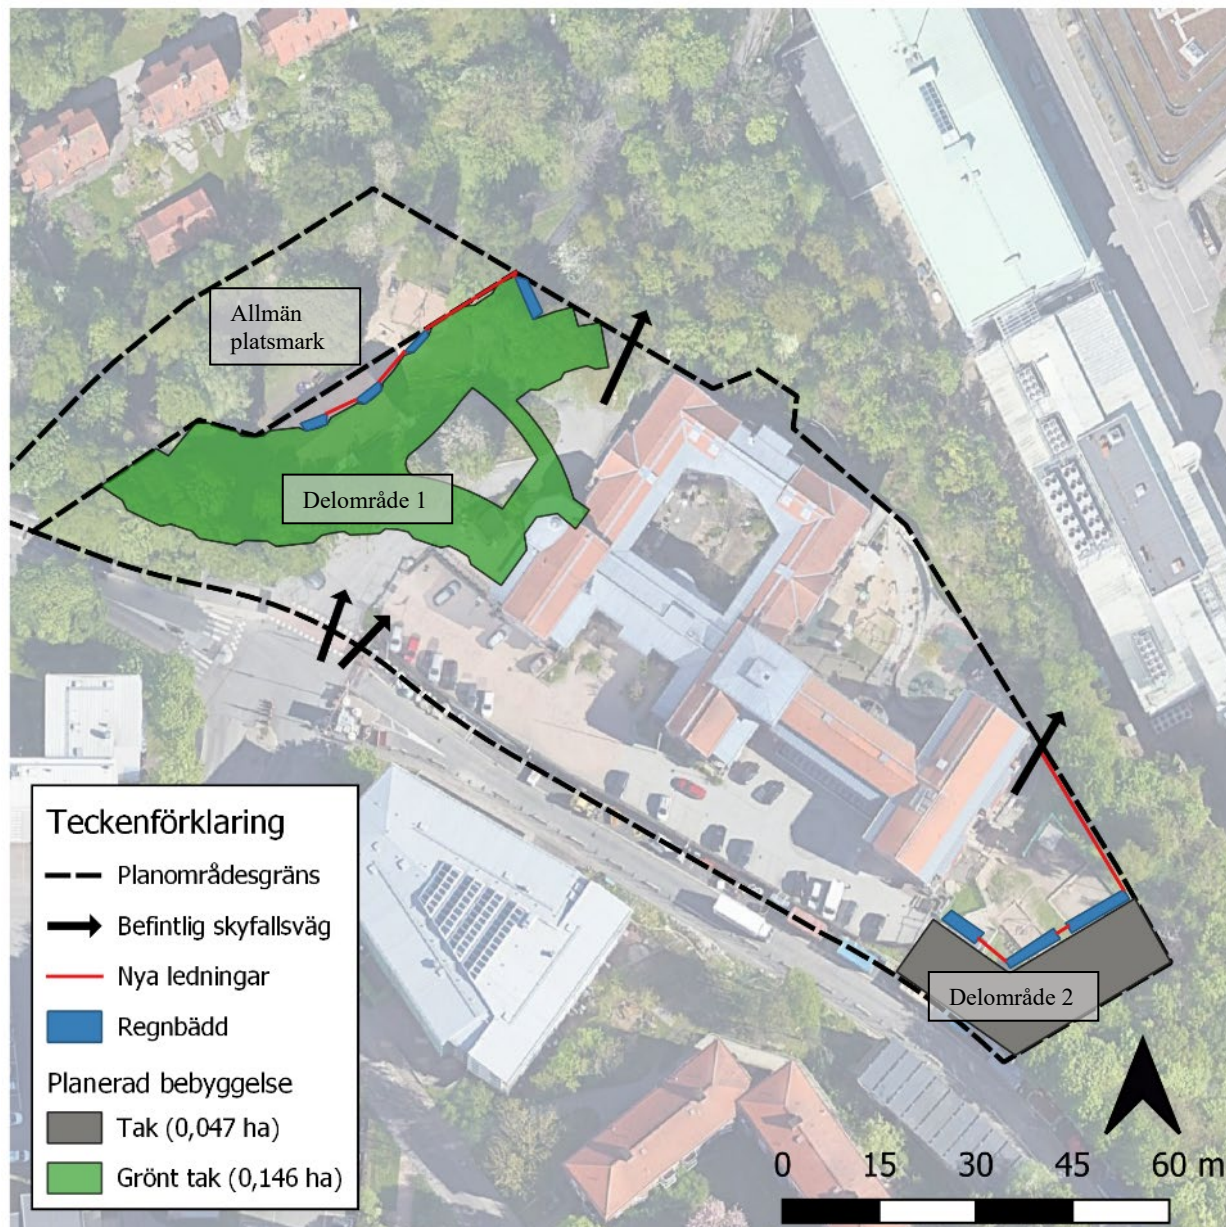 Allmän
platsmark
Delområde 1
Delområde 2
Teckenförklaring
Planområdesgräns
Befintlig skyfallsväg
Nya ledningar
Regnbädd
Planerad bebyggelse
Tak (0,047 ha)
Grönt tak (0,146 ha)
0 15 30 45 60 m